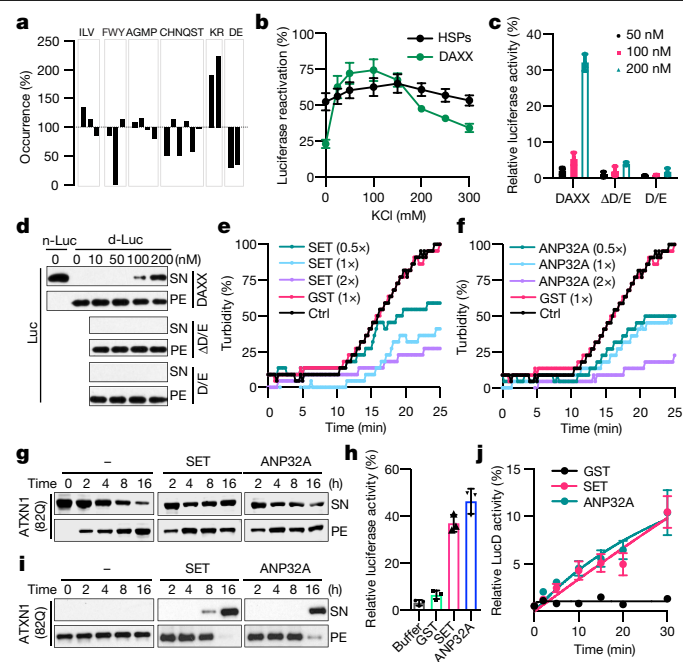 a
ILV FWY AGMP CHNQST KR DE
Occurrence (%)
250
200
150
100
50
0
b
Luciferase reactivation (%)
100
75
50
25
0
HSPs
DAXX
0 100 200 300
KCl (mM)
c
Relative luciferase activity (%)
40
30
20
10
0
50 nM
100 nM
200 nM
DAXX ΔD/E D/E
d
n-Luc d-Luc
0 0 10 50 100 200 (nM)
Luc
SN
PE
DAXX
SN
PE
ΔD/E
SN
PE
D/E
e
Turbidity (%)
100
75
50
25
0
SET (0.5×)
SET (1×)
SET (2×)
GST (1×)
Ctrl
0 5 10 15 20 25
Time (min)
f
Turbidity (%)
100
75
50
25
0
ANP32A (0.5×)
ANP32A (1×)
ANP32A (2×)
GST (1×)
Ctrl
0 5 10 15 20 25
Time (min)
g
– SET ANP32A
Time 0 2 4 8 16 2 4 8 16 2 4 8 16 (h)
ATXN1
(82Q)
SN
PE
h
Relative luciferase activity (%)
60
40
20
0
Buffer
GST
SET
ANP32A
i
– SET ANP32A
Time 0 2 4 8 16 2 4 8 16 2 4 8 16 (h)
ATXN1
(82Q)
SN
PE
j
Relative LucD activity (%)
15
10
5
GST
SET
ANP32A
0 10 20 30
Time (min)